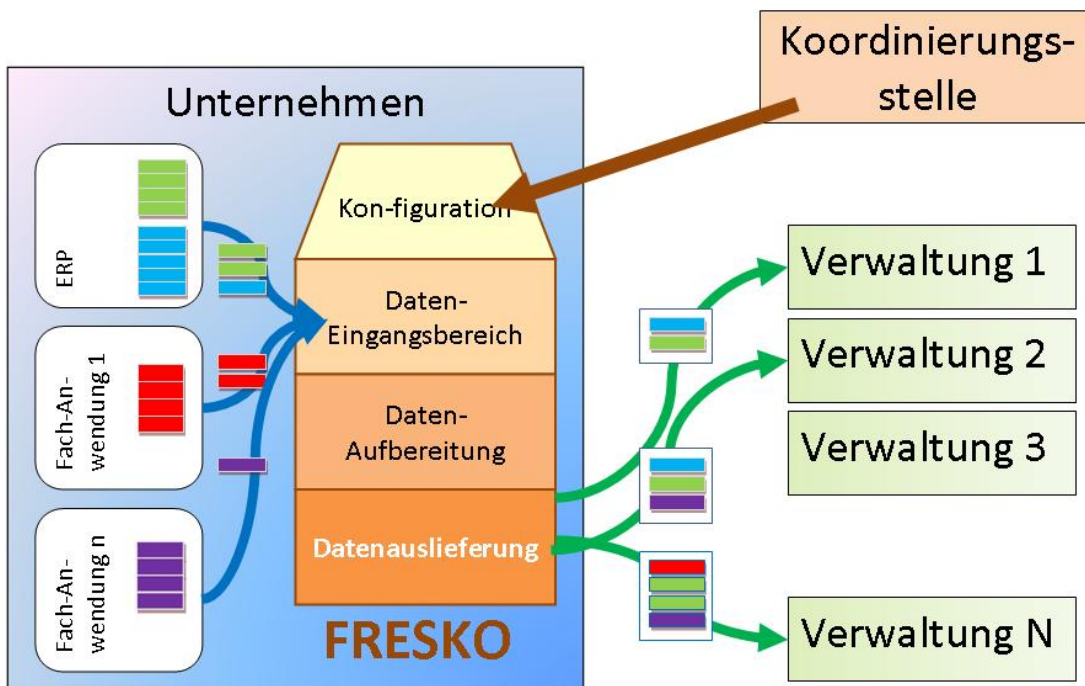 Koordinierungs-
stelle
Unternehmen
ERP
Fach-An-
wendung 1
Fach-An-
wendung n
Kon-figuration
Daten-
Eingangsbereich
Daten-
Aufbereitung
Datenauslieferung
FRESKO
Verwaltung 1
Verwaltung 2
Verwaltung 3
Verwaltung N